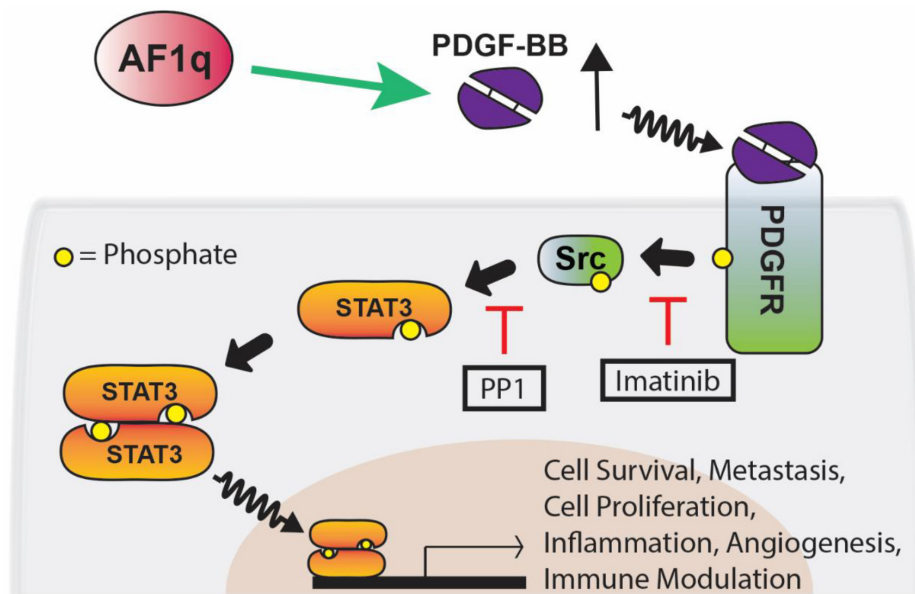 AF1q
PDGF-BB
PDGFR
= Phosphate
Src
STAT3
STAT3
STAT3
PP1
Imatinib
Cell Survival, Metastasis,
Cell Proliferation,
Inflammation, Angiogenesis,
Immune Modulation